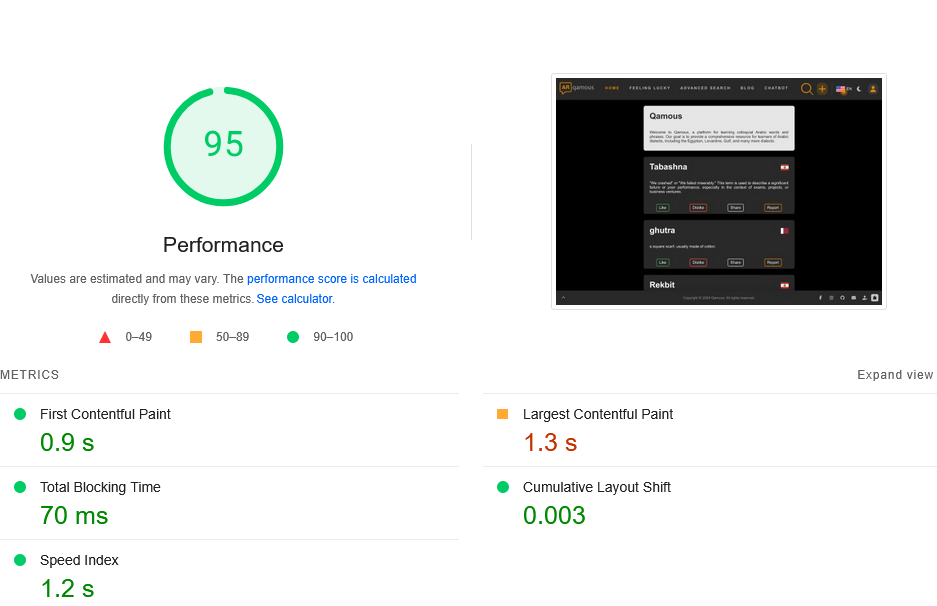 95
Performance
Values are estimated and may vary. The performance score is calculated
directly from these metrics. See calculator.
0–49
50–89
90–100
AR qamous
HOME
FEELING LUCKY
ADVANCED SEARCH
BLOG
CHATBOT
EN
Qamous
Welcome to Qamous, a platform for learning colloquial Arabic words and
phrases. Our goal is to provide a comprehensive resource for learners of Arabic
dialects, including the Egyptian, Levantine, Gulf, and many more dialects.
Tabashna
"We crashed" or "We failed miserably." This term is used to describe a significant
failure or poor performance, especially in the context of exams, projects, or
business ventures.
Like
Dislike
Share
Report
ghutra
a square scarf, usually made of cotton
Like
Dislike
Share
Report
Rekbit
Copyright © 2024 Qamous. All rights reserved.
METRICS
Expand view
First Contentful Paint
0.9 s
Largest Contentful Paint
1.3 s
Total Blocking Time
70 ms
Cumulative Layout Shift
0.003
Speed Index
1.2 s